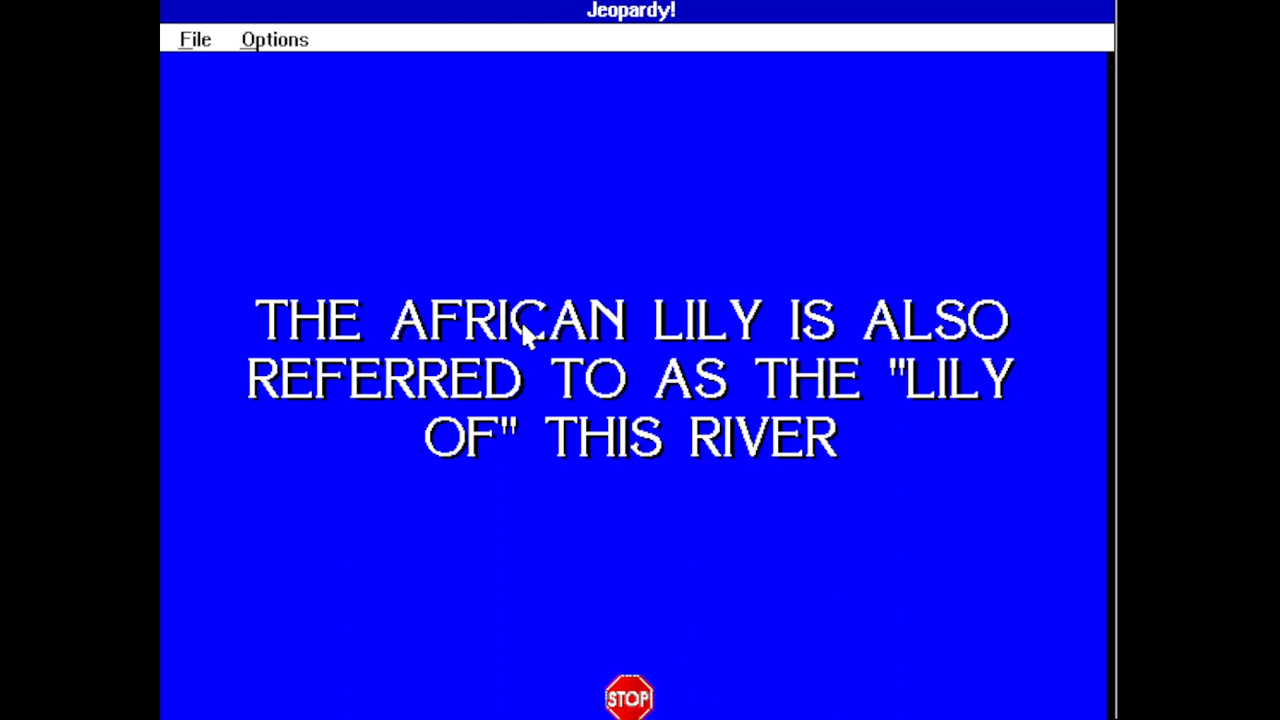 Jeopardy!
File Options
THE AFRICAN LILY IS ALSO
REFERRED TO AS THE "LILY
OF" THIS RIVER
STOP